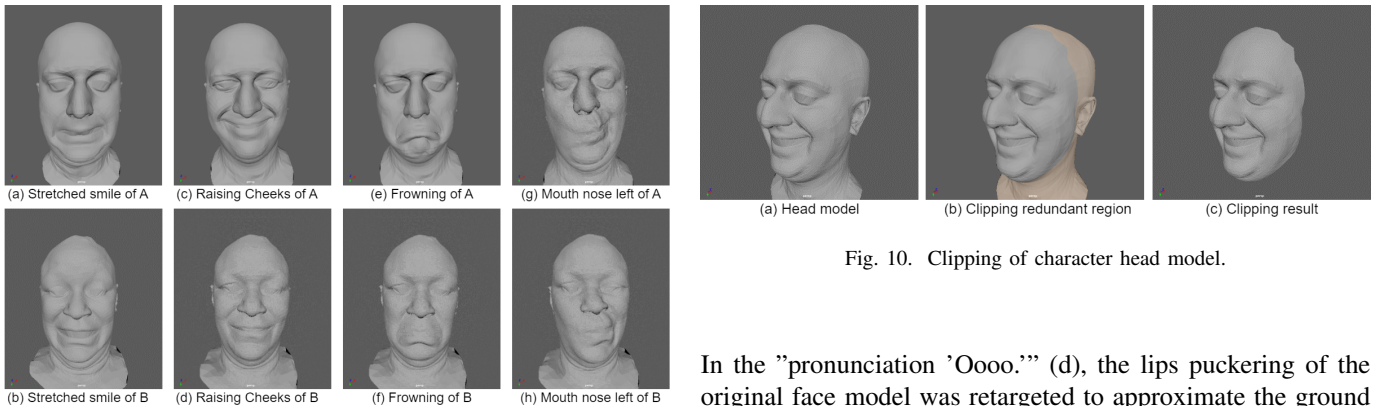 (a) Stretched smile of A
(c) Raising Cheeks of A
(e) Frowning of A
(g) Mouth nose left of A
(b) Stretched smile of B
(d) Raising Cheeks of B
(f) Frowning of B
(h) Mouth nose left of B
(a) Head model
(b) Clipping redundant region
(c) Clipping result
Fig. 10. Clipping of character head model.
In the ”pronunciation ’Oooo.’” (d), the lips puckering of the
original face model was retargeted to approximate the ground